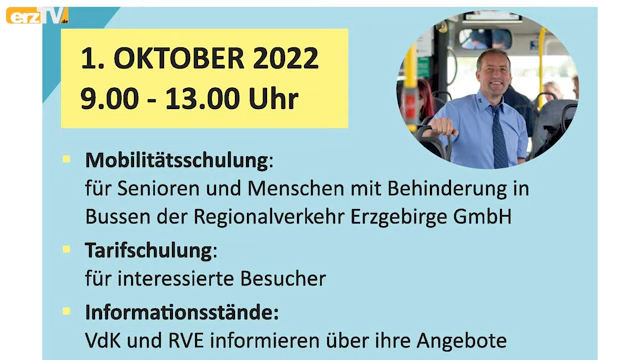 erzTV.de
1. OKTOBER 2022
9.00 - 13.00 Uhr
Mobilitätsschulung:
für Senioren und Menschen mit Behinderung in
Bussen der Regionalverkehr Erzgebirge GmbH
Tarifschulung:
für interessierte Besucher
Informationsstände:
VdK und RVE informieren über ihre Angebote